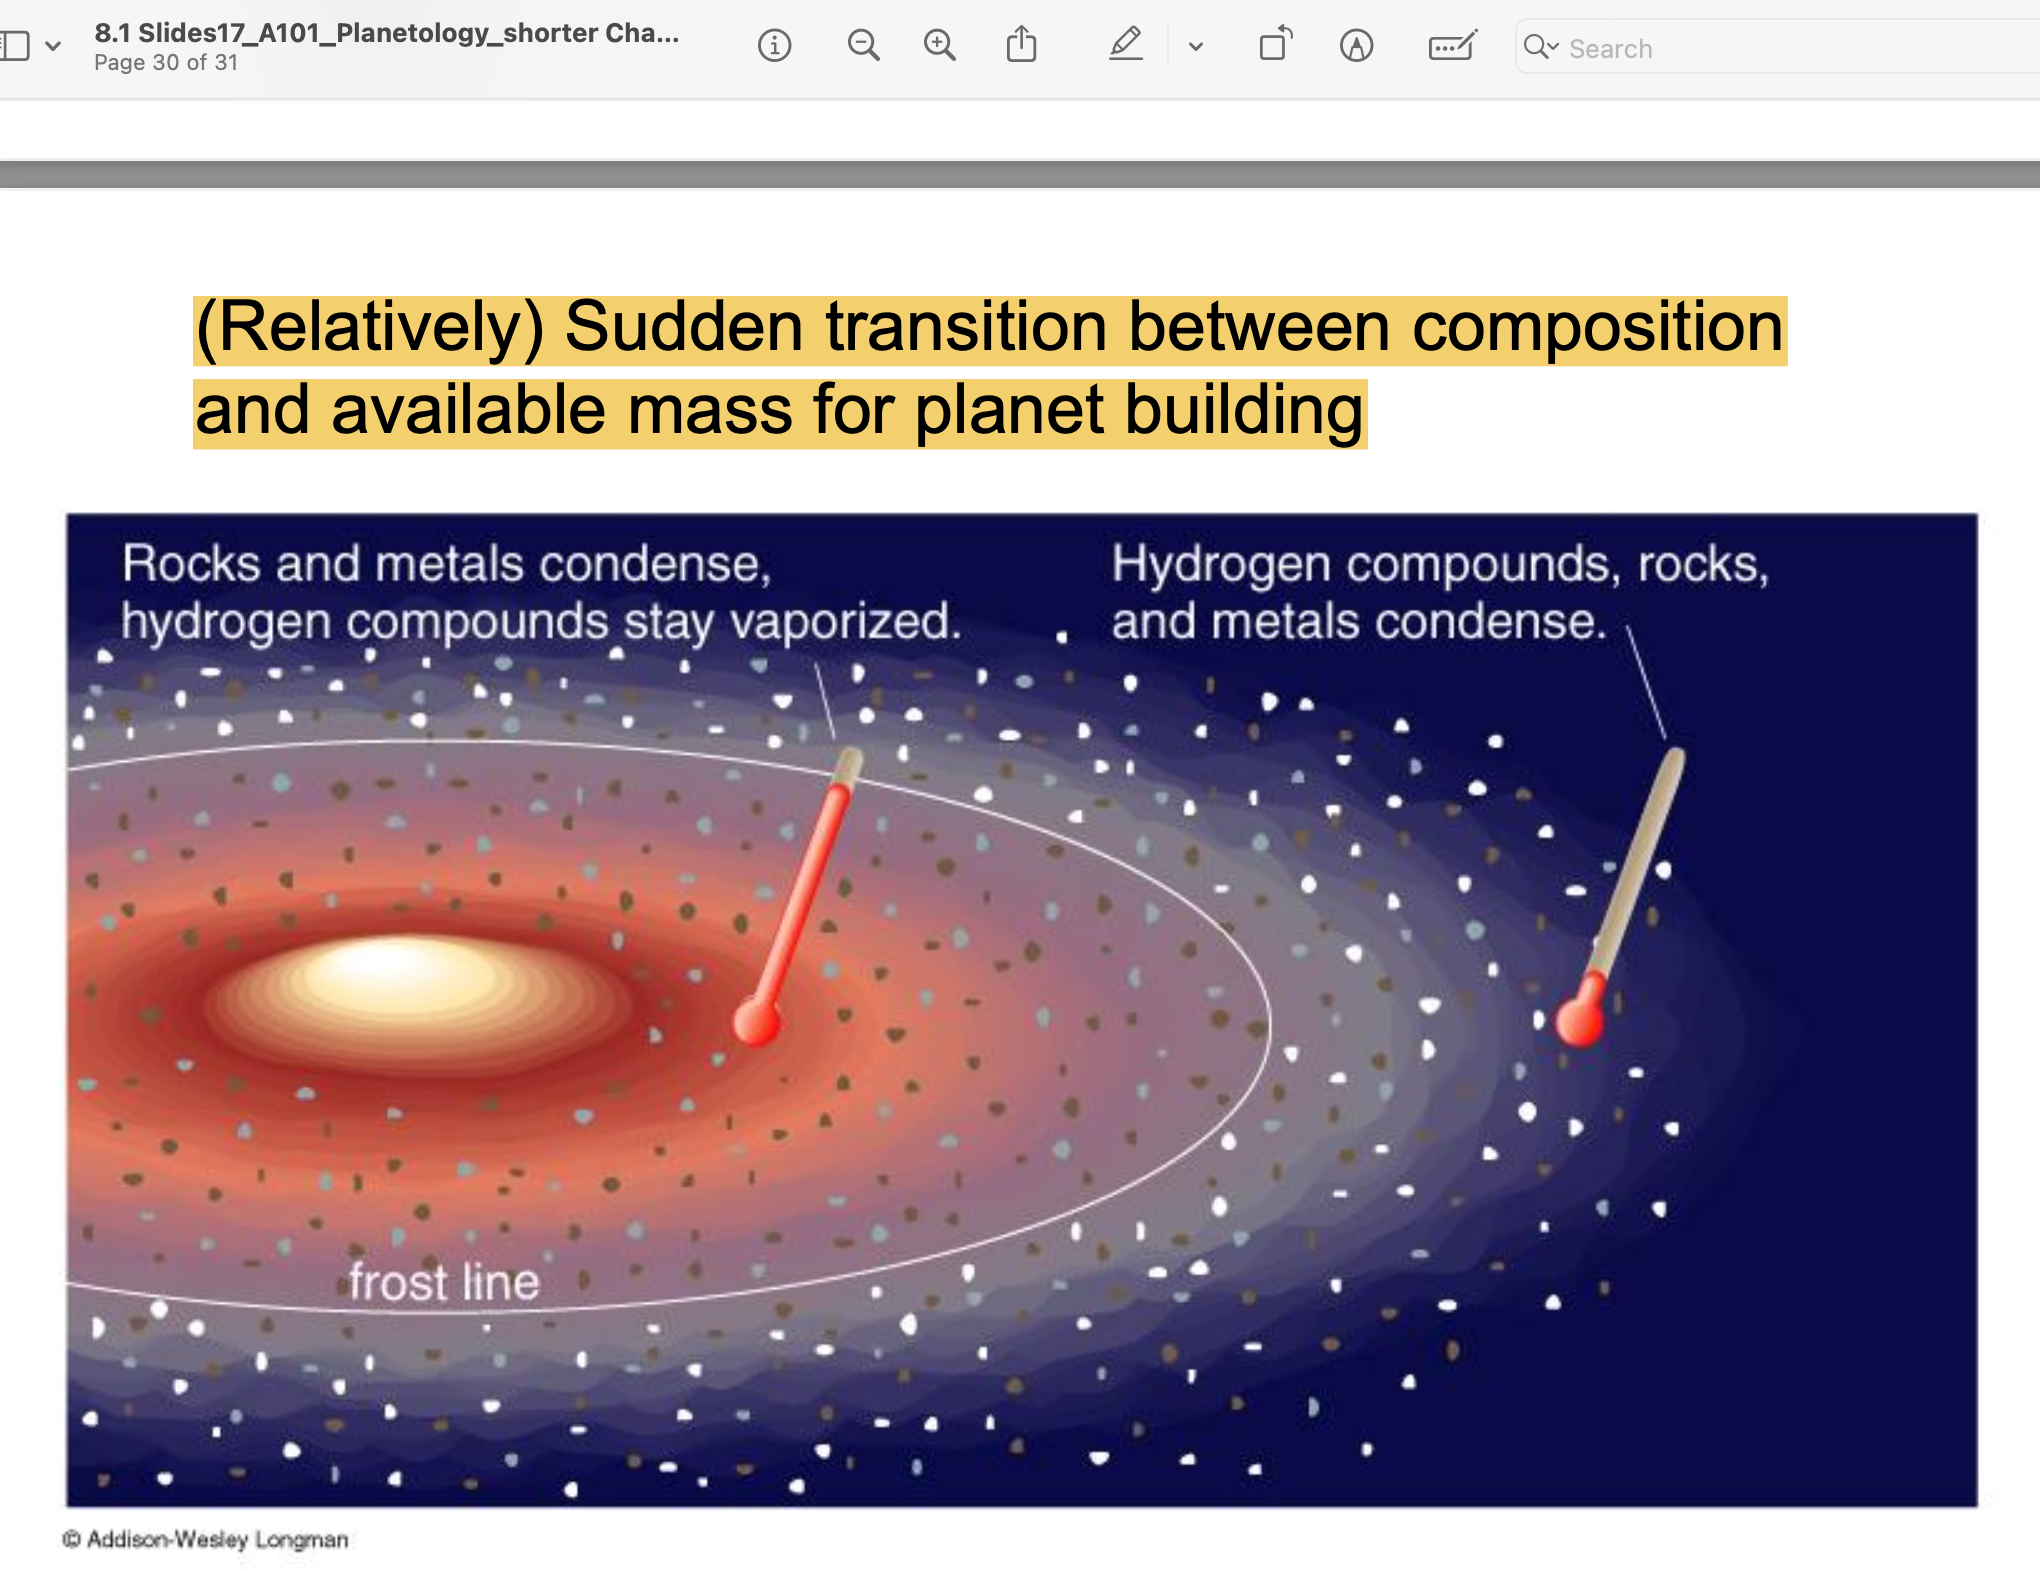 8.1 Slides17_A101_Planetology_shorter Cha...
Page 30 of 31
Search
(Relatively) Sudden transition between composition
and available mass for planet building
Rocks and metals condense,
hydrogen compounds stay vaporized.
Hydrogen compounds, rocks,
and metals condense.
frost line
© Addison-Wesley Longman